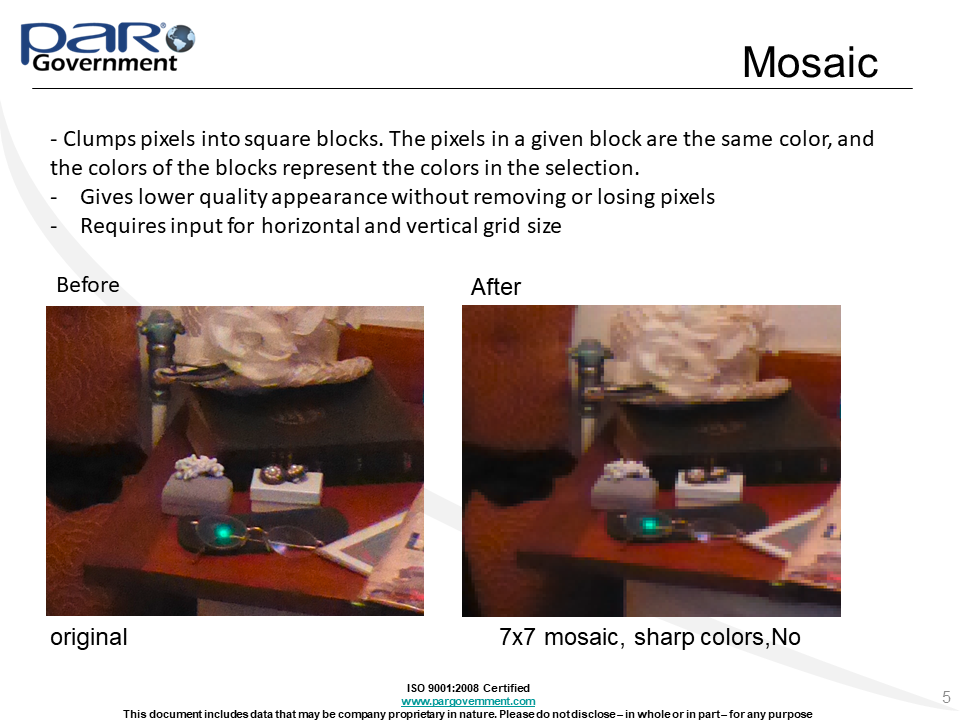 PAR®
Government
Mosaic
- Clumps pixels into square blocks. The pixels in a given block are the same color, and
the colors of the blocks represent the colors in the selection.
- Gives lower quality appearance without removing or losing pixels
- Requires input for horizontal and vertical grid size
Before
After
original
7x7 mosaic, sharp colors,No
ISO 9001:2008 Certified
www.pargovernment.com
This document includes data that may be company proprietary in nature. Please do not disclose – in whole or in part – for any purpose
5